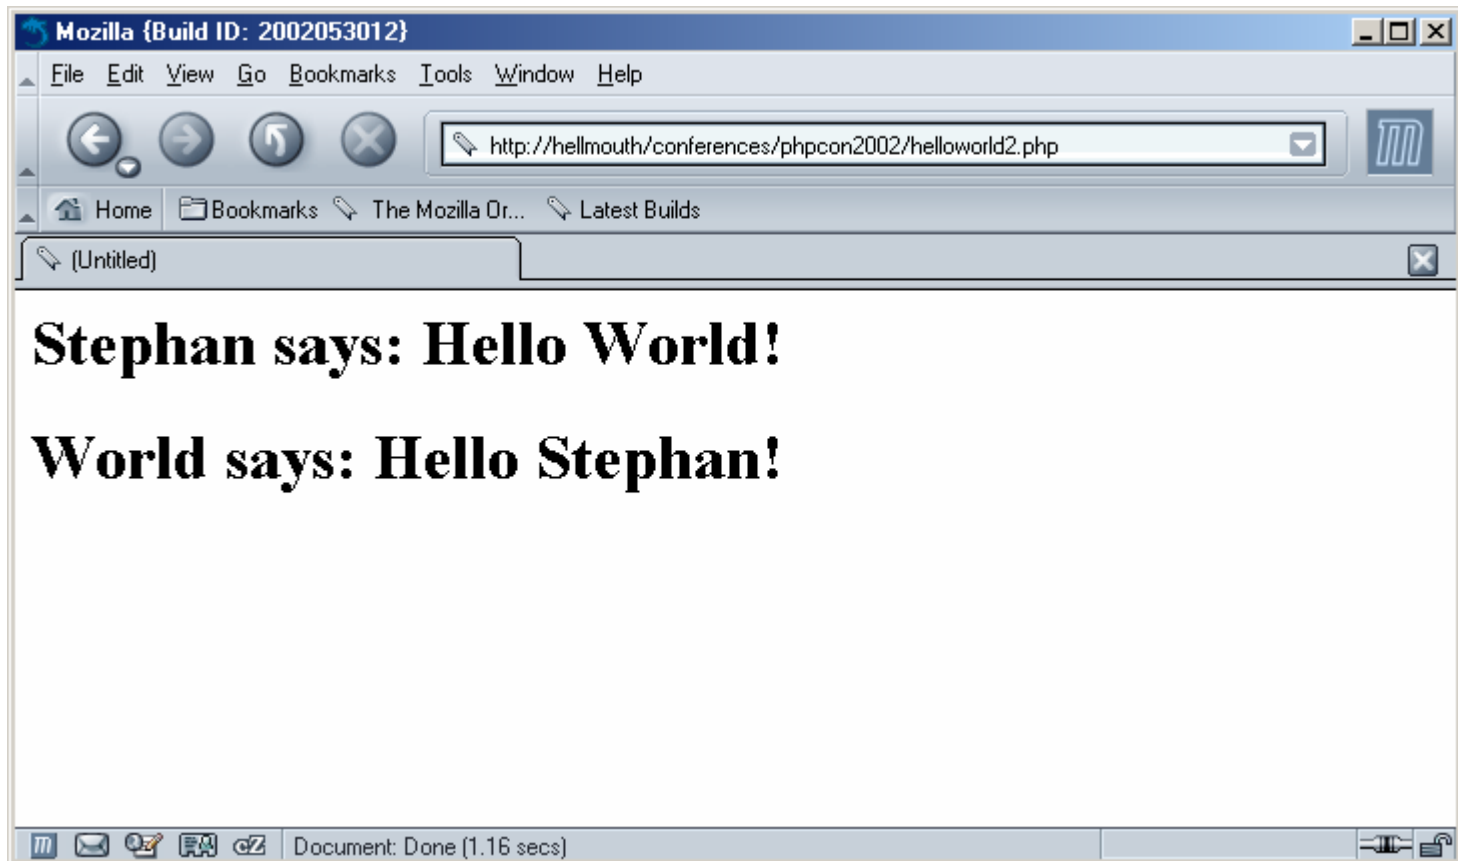 Mozilla {Build ID: 2002053012}
File Edit View Go Bookmarks Tools Window Help
http://hellmouth/conferences/phpcon2002/helloworld2.php
Home Bookmarks The Mozilla Or... Latest Builds
(Untitled)
Stephan says: Hello World!
World says: Hello Stephan!
Document: Done (1.16 secs)